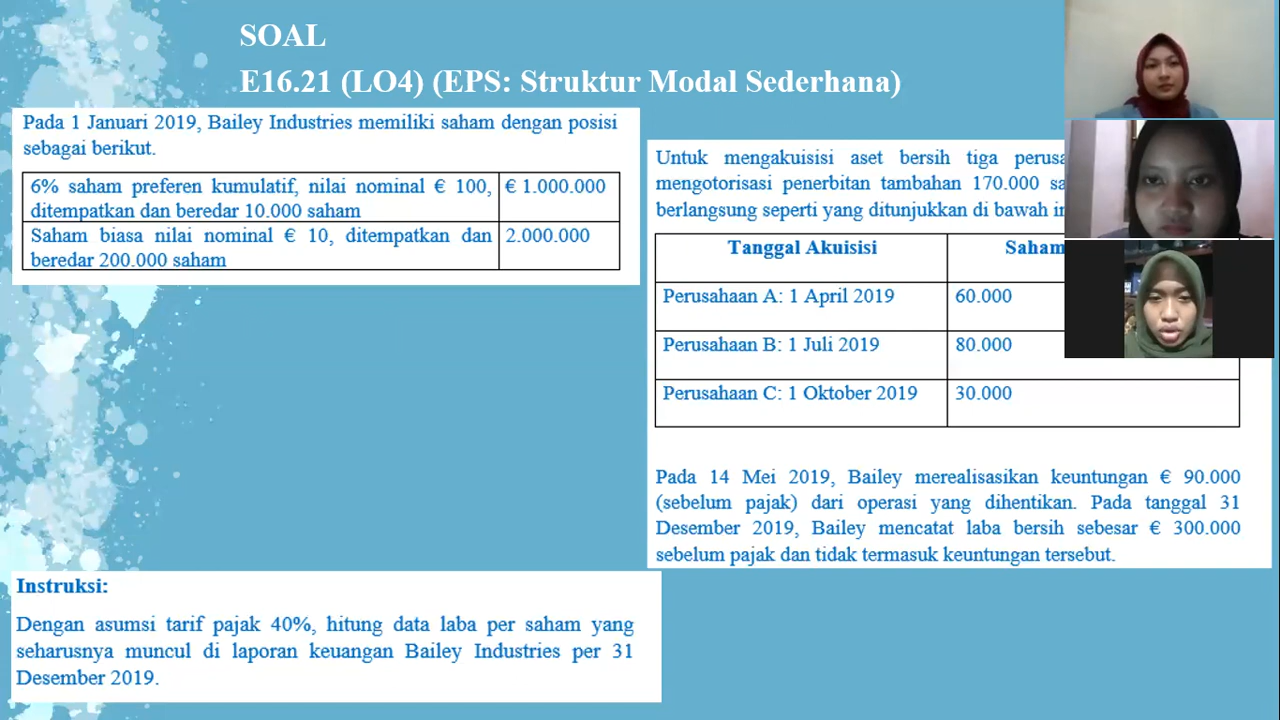 SOAL
E16.21 (LO4) (EPS: Struktur Modal Sederhana)
Pada 1 Januari 2019, Bailey Industries memiliki saham dengan posisi
sebagai berikut.
6% saham preferen kumulatif, nilai nominal € 100, € 1.000.000
ditempatkan dan beredar 10.000 saham
Saham biasa nilai nominal € 10, ditempatkan dan 2.000.000
beredar 200.000 saham
Untuk mengakuisisi aset bersih tiga
mengotorisasi penerbitan tambahan 170.000
berlangsung seperti yang ditunjukkan di bawah
Tanggal Akuisisi Saham
Perusahaan A: 1 April 2019 60.000
Perusahaan B: 1 Juli 2019 80.000
Perusahaan C: 1 Oktober 2019 30.000
Pada 14 Mei 2019, Bailey merealisasikan keuntungan € 90.000
(sebelum pajak) dari operasi yang dihentikan. Pada tanggal 31
Desember 2019, Bailey mencatat laba bersih sebesar € 300.000
sebelum pajak dan tidak termasuk keuntungan tersebut.
Instruksi:
Dengan asumsi tarif pajak 40%, hitung data laba per saham yang
seharusnya muncul di laporan keuangan Bailey Industries per 31
Desember 2019.